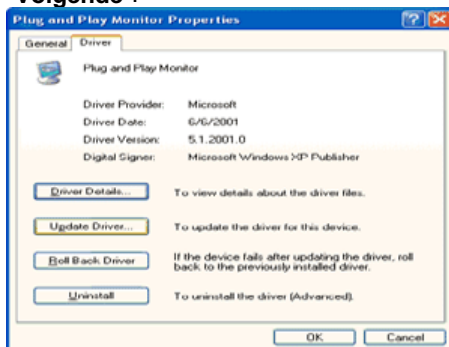 Volgende".
Plug and Play Monitor Properties
General Driver
Plug and Play Monitor
Driver Provider: Microsoft
Driver Date: 6/6/2001
Driver Version: 5.1.2001.0
Digital Signer: Microsoft Windows XP Publisher
Driver Details... To view details about the driver files.
Update Driver... To update the driver for this device.
Roll Back Driver If the device fails after updating the driver, roll
back to the previously installed driver.
Uninstall To uninstall the driver (Advanced).
OK Cancel